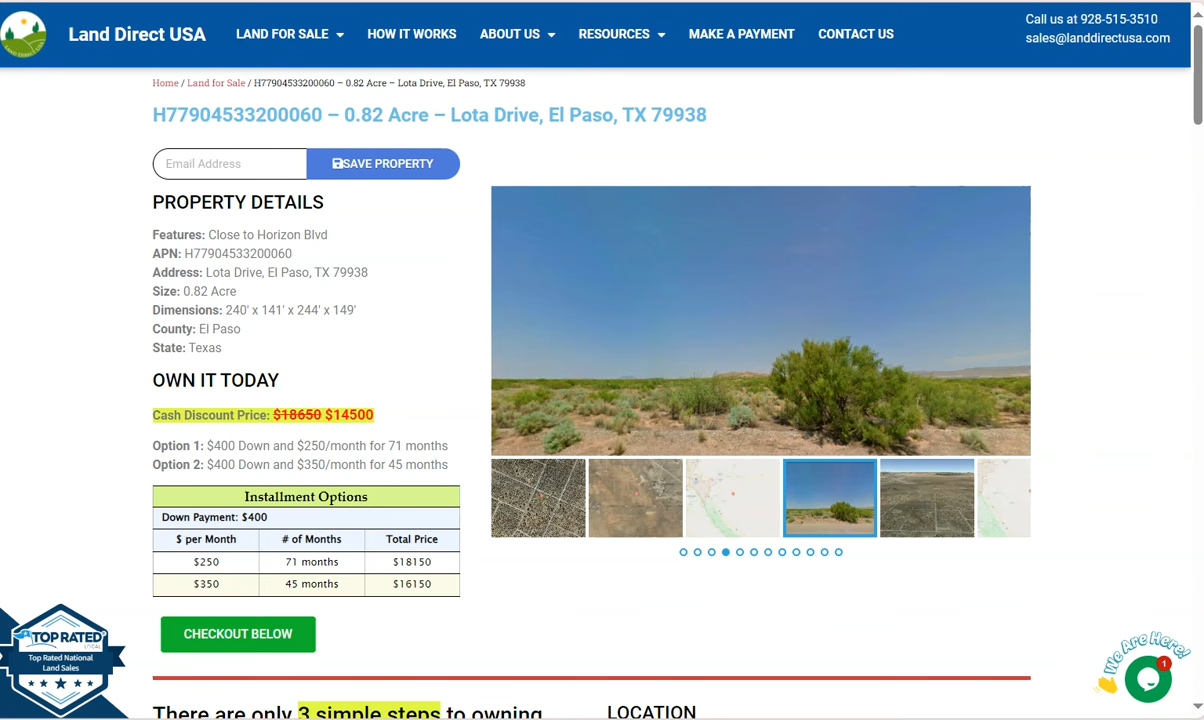 Land Direct USA
LAND FOR SALE
HOW IT WORKS
ABOUT US
RESOURCES
MAKE A PAYMENT
CONTACT US
Call us at 928-515-3510
sales@landdirectusa.com
Home / Land for Sale / H77904533200060 – 0.82 Acre – Lota Drive, El Paso, TX 79938
H77904533200060 – 0.82 Acre – Lota Drive, El Paso, TX 79938
Email Address
SAVE PROPERTY
PROPERTY DETAILS
Features: Close to Horizon Blvd
APN: H77904533200060
Address: Lota Drive, El Paso, TX 79938
Size: 0.82 Acre
Dimensions: 240' x 141' x 244' x 149'
County: El Paso
State: Texas
OWN IT TODAY
Cash Discount Price: $18650 $14500
Option 1: $400 Down and $250/month for 71 months
Option 2: $400 Down and $350/month for 45 months
Installment Options
Down Payment: $400
$ per Month # of Months Total Price
$250 71 months $18150
$350 45 months $16150
CHECKOUT BELOW
TOP RATED
LOCAL
Top Rated National
Land Sales
We Are Here!
1
There are only 3 simple steps to owning
LOCATION